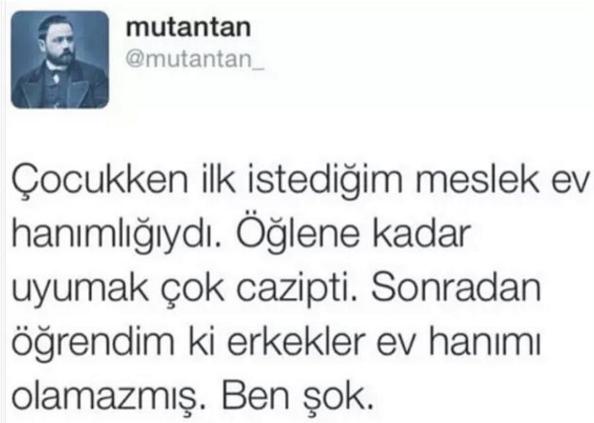 mutantan
@mutantan_
Çocukken ilk istediğim meslek ev
hanımlığıydı. Öğlene kadar
uyumak çok cazipti. Sonradan
öğrendim ki erkekler ev hanımı
olamazmış. Ben şok.